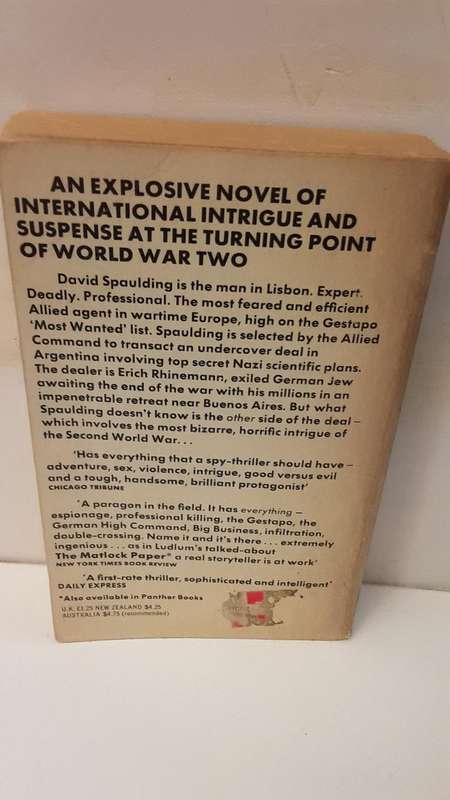 AN EXPLOSIVE NOVEL OF
INTERNATIONAL INTRIGUE AND
SUSPENSE AT THE TURNING POINT
OF WORLD WAR TWO
David Spaulding is the man in Lisbon. Expert.
Deadly. Professional. The most feared and efficient
Allied agent in wartime Europe, high on the Gestapo
'Most Wanted' list. Spaulding is selected by the Allied
Command to transact an undercover deal in
Argentina involving top secret Nazi scientific plans.
The dealer is Erich Rhinemann, exiled German Jew
awaiting the end of the war with his millions in an
impenetrable retreat near Buenos Aires. But what
Spaulding doesn't know is the other side of the deal –
which involves the most bizarre, horrific intrigue of
the Second World War...
'Has everything that a spy-thriller should have –
adventure, sex, violence, intrigue, good versus evil
and a tough, handsome, brilliant protagonist'
CHICAGO TRIBUNE
'A paragon in the field. It has everything –
espionage, professional killing, the Gestapo, the
German High Command, Big Business, infiltration,
double-crossing. Name it and it's there... extremely
ingenious... as in Ludlum's talked-about
The Matlock Paper* a real storyteller is at work'
NEW YORK TIMES BOOK REVIEW
'A first-rate thriller, sophisticated and intelligent'
DAILY EXPRESS
*Also available in Panther Books
U.K. £1.25 NEW ZEALAND $4.25
AUSTRALIA $4.75 (recommended)